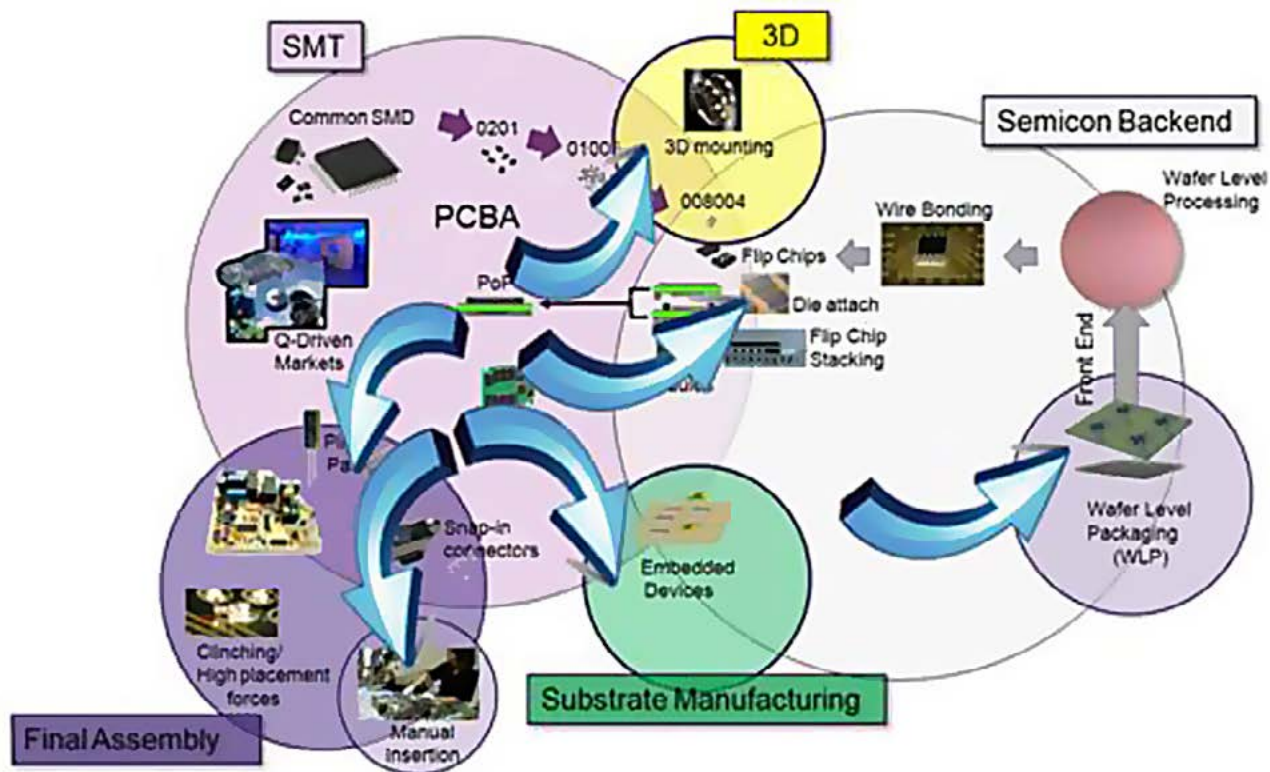 SMT
3D
Common SMD
0201
0100
3D mounting
008004
PCBA
Semicon Backend
Wafer Level
Processing
Wire Bonding
Flip Chips
PoP
Die attach
Flip Chip
Stacking
Q-Driven
Markets
Front End
Snap-in
connectors
Embedded
Devices
Wafer Level
Packaging
(WLP)
Clinching/
High placement
forces
Manual
Insertion
Substrate Manufacturing
Final Assembly